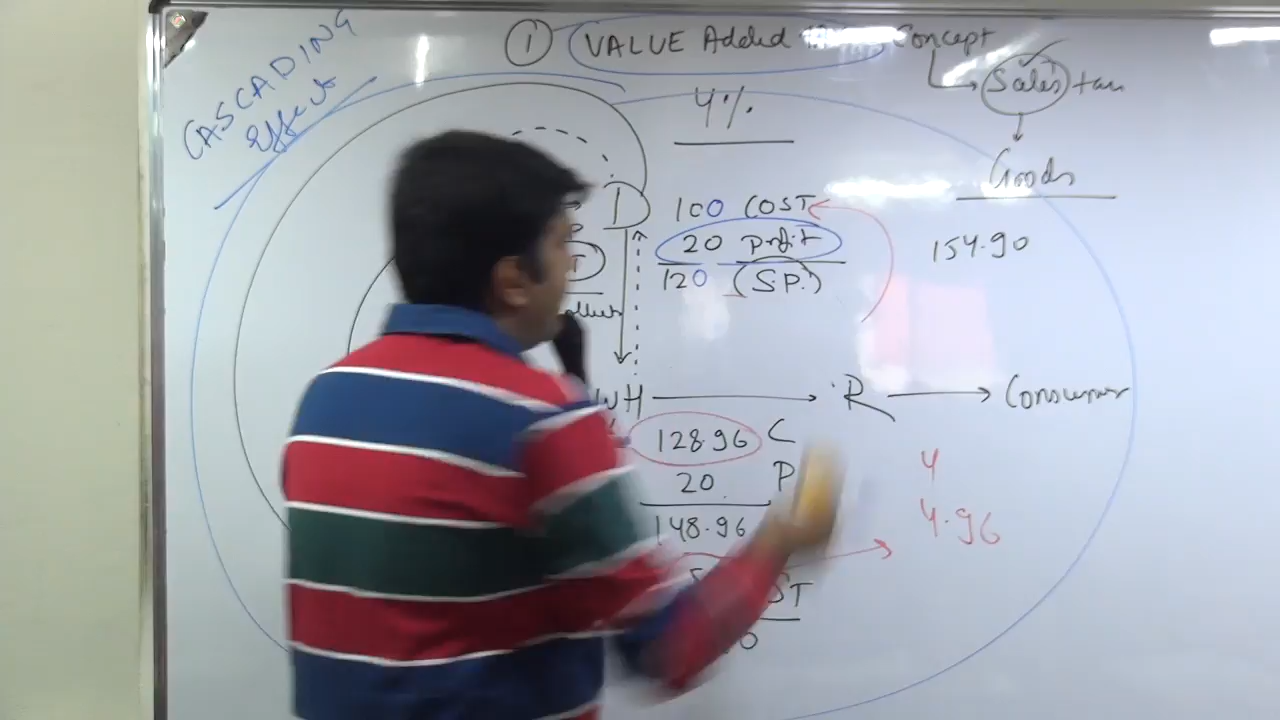 CASCADING
Effect
① VALUE Added Concept
Sales tax
4%
Goods
D
100 COST
20 Profit
120 (S.P.)
154.90
WH
R
Consumer
128.96 C
20 P
148.96
4
4.96
ST